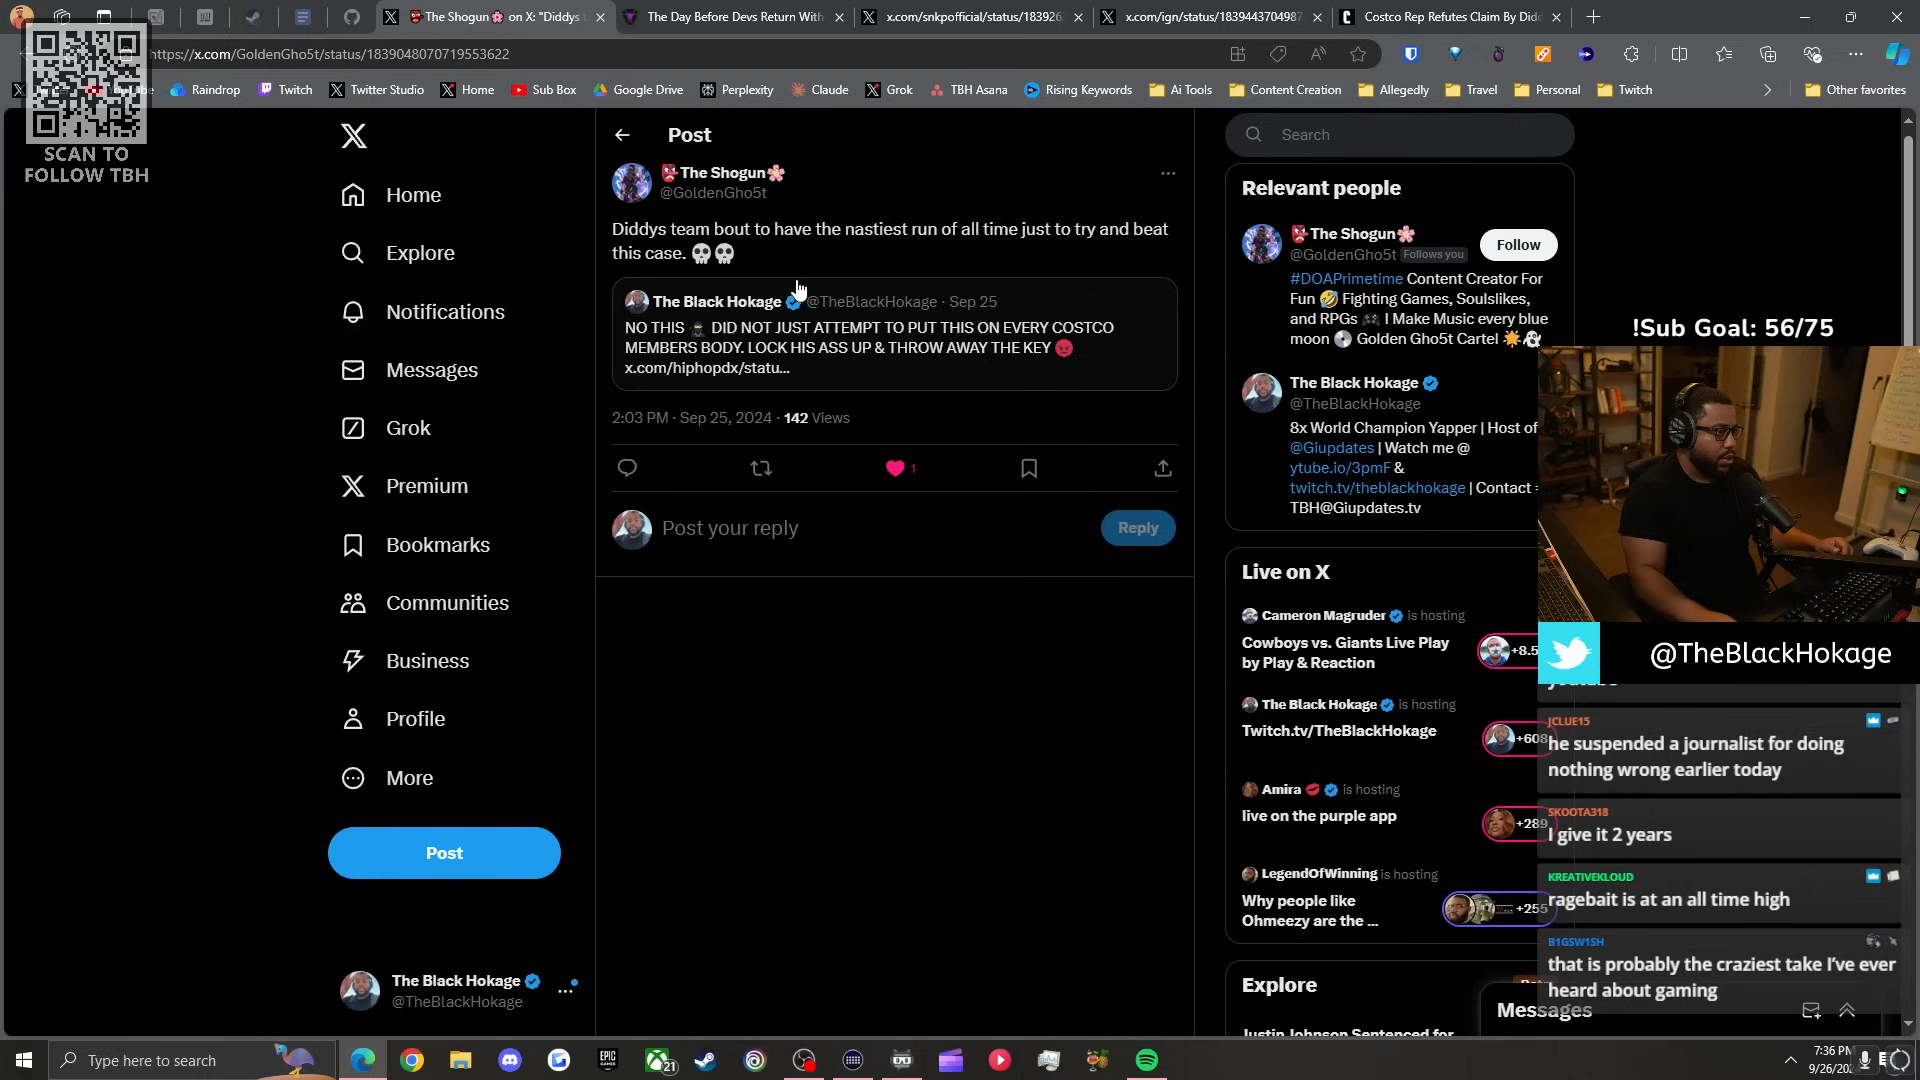 The Shogun on X: "Diddys t
The Day Before Devs Return With
x.com/snkpofficial/status/183926
x.com/ign/status/1839443704987
Costco Rep Refutes Claim By Did
https://x.com/GoldenGho5t/status/1839048070719553622
Raindrop
Twitch
Twitter Studio
Home
Sub Box
Google Drive
Perplexity
Claude
Grok
TBH Asana
Rising Keywords
Ai Tools
Content Creation
Allegedly
Travel
Personal
Twitch
Other favorites
SCAN TO
FOLLOW TBH
Home
Explore
Notifications
Messages
Grok
Premium
Bookmarks
Communities
Business
Profile
More
Post
The Black Hokage
@TheBlackHokage
Post
👺The Shogun🌸
@GoldenGho5t
Diddys team bout to have the nastiest run of all time just to try and beat
this case. 💀💀
The Black Hokage @TheBlackHokage · Sep 25
NO THIS 🥷🏿 DID NOT JUST ATTEMPT TO PUT THIS ON EVERY COSTCO
MEMBERS BODY. LOCK HIS ASS UP & THROW AWAY THE KEY 😡
x.com/hiphopdx/statu...
2:03 PM · Sep 25, 2024 · 142 Views
1
Post your reply
Reply
Search
Relevant people
👺The Shogun🌸
@GoldenGho5t Follows you
Follow
#DOAPrimetime Content Creator For
Fun 🤣 Fighting Games, Soulslikes,
and RPGs 🎮 I Make Music every blue
moon 💿 Golden Gho5t Cartel
The Black Hokage
@TheBlackHokage
8x World Champion Yapper | Host of
@Giupdates | Watch me @
ytube.io/3pmF &
twitch.tv/theblackhokage | Contact =
TBH@Giupdates.tv
Live on X
Cameron Magruder is hosting
Cowboys vs. Giants Live Play
by Play & Reaction
+8.5
The Black Hokage is hosting
Twitch.tv/TheBlackHokage
+608
Amira 💋 is hosting
live on the purple app
+289
LegendOfWinning is hosting
Why people like
Ohmeezy are the ...
+255
Explore
Justin Johnson Sentenced for
Messages
!Sub Goal: 56/75
@TheBlackHokage
JCLUE15
he suspended a journalist for doing
nothing wrong earlier today
SKOOTA318
I give it 2 years
KREATIVEKLOUD
ragebait is at an all time high
B1GSW1SH
that is probably the craziest take I've ever
heard about gaming
Type here to search
EPIC
GAMES
21
7:36 PM